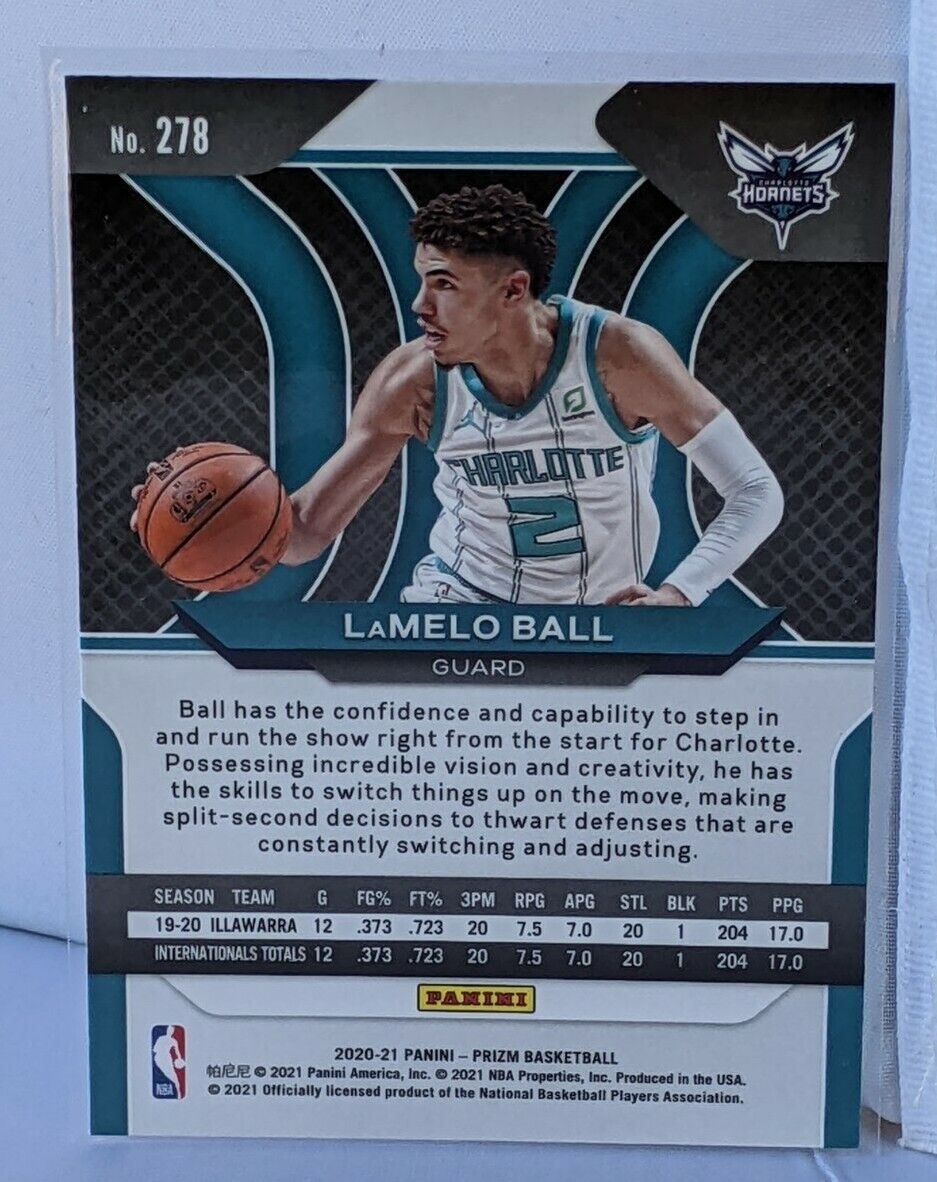 No. 278
CHARLOTTE
HORNETS
CHARLOTTE
2
LaMELO BALL
GUARD
Ball has the confidence and capability to step in
and run the show right from the start for Charlotte.
Possessing incredible vision and creativity, he has
the skills to switch things up on the move, making
split-second decisions to thwart defenses that are
constantly switching and adjusting.
SEASON TEAM G FG% FT% 3PM RPG APG STL BLK PTS PPG
19-20 ILLAWARRA 12 .373 .723 20 7.5 7.0 20 1 204 17.0
INTERNATIONALS TOTALS 12 .373 .723 20 7.5 7.0 20 1 204 17.0
PANINI
2020-21 PANINI – PRIZM BASKETBALL
帕尼尼 © 2021 Panini America, Inc. © 2021 NBA Properties, Inc. Produced in the USA.
© 2021 Officially licensed product of the National Basketball Players Association.
NBA